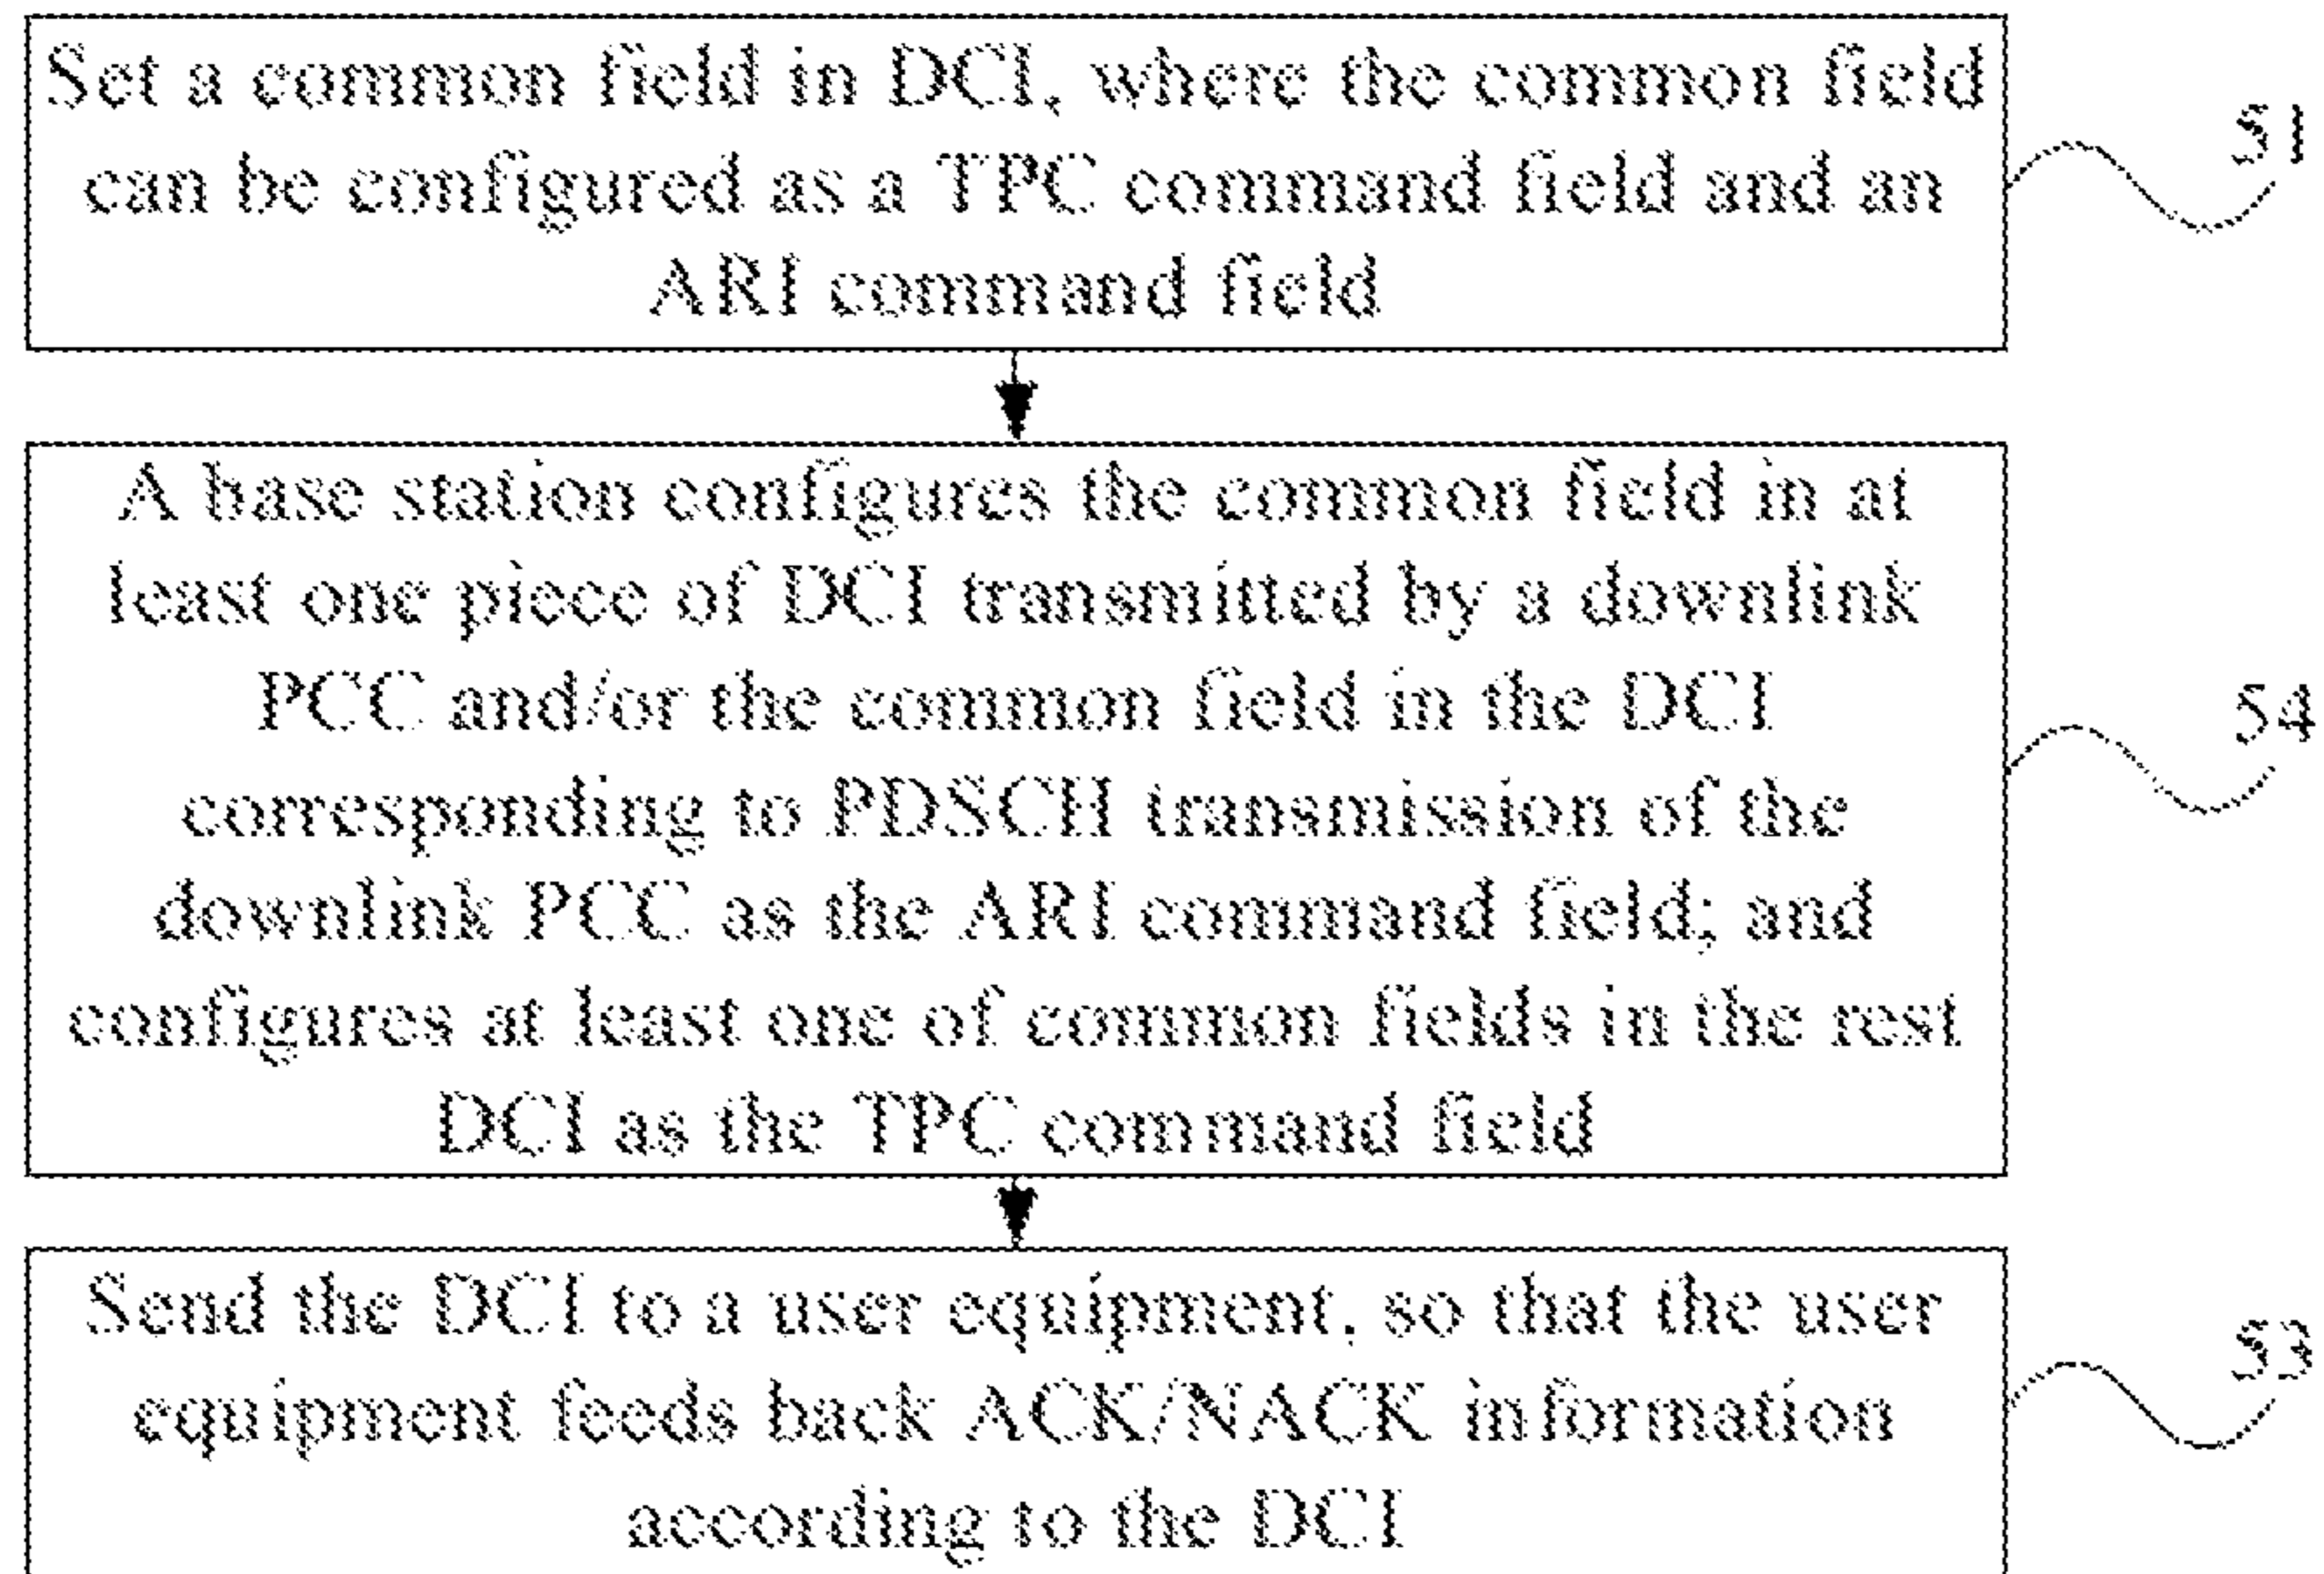 Set a common field in DCI, where the common field
can be configured as a TPC command field and an
ARI command field
51
A base station configures the common field in at
least one piece of DCI transmitted by a downlink
PCC and/or the common field in the DCI
corresponding to PDSCH transmission of the
downlink PCC as the ARI command field; and
configures at least one of common fields in the rest
DCI as the TPC command field
54
Send the DCI to a user equipment, so that the user
equipment feeds back ACK/NACK information
according to the DCI
53